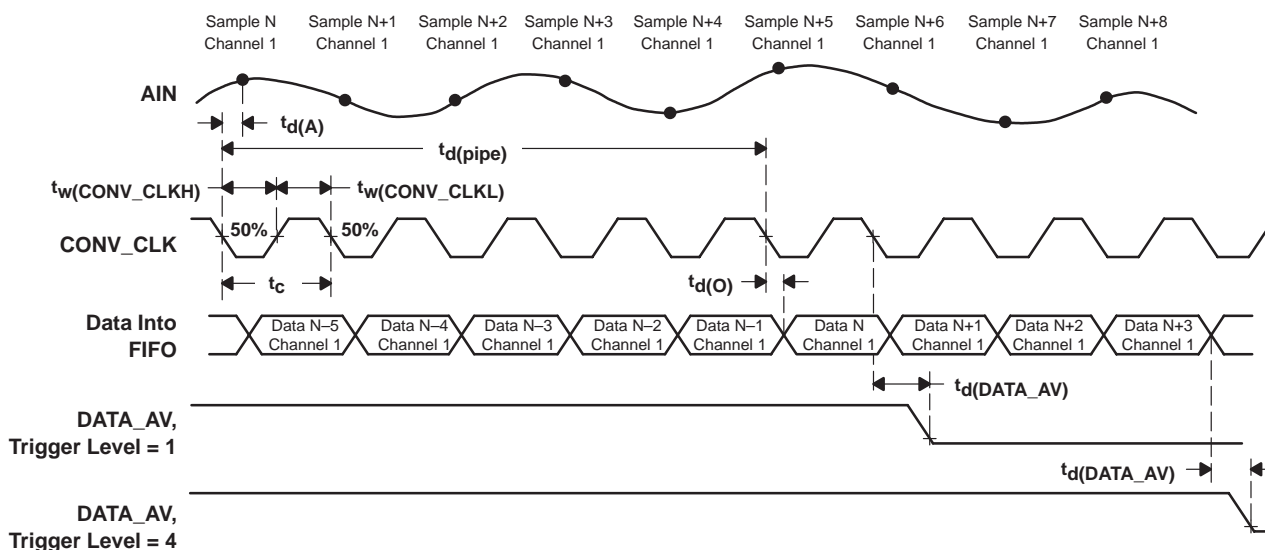 Sample N Sample N+1 Sample N+2 Sample N+3 Sample N+4 Sample N+5 Sample N+6 Sample N+7 Sample N+8
Channel 1 Channel 1 Channel 1 Channel 1 Channel 1 Channel 1 Channel 1 Channel 1 Channel 1
AIN
td(A)
td(pipe)
tw(CONV_CLKH) tw(CONV_CLKL)
50% 50%
CONV_CLK
tc td(O)
Data Into Data N–5 Data N–4 Data N–3 Data N–2 Data N–1 Data N Data N+1 Data N+2 Data N+3
FIFO Channel 1 Channel 1 Channel 1 Channel 1 Channel 1 Channel 1 Channel 1 Channel 1 Channel 1
td(DATA_AV)
DATA_AV,
Trigger Level = 1
td(DATA_AV)
DATA_AV,
Trigger Level = 4